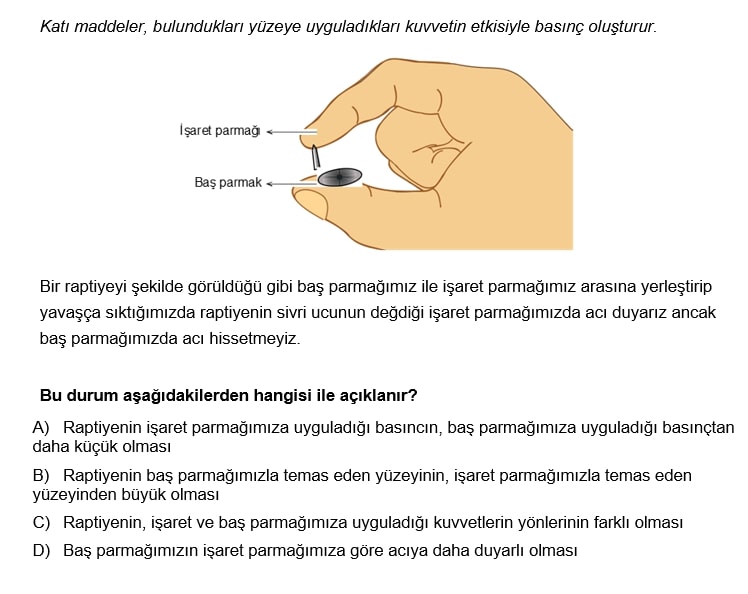 Katı maddeler, bulundukları yüzeye uyguladıkları kuvvetin etkisiyle basınç oluşturur.
İşaret parmağı
Baş parmak
Bir raptiyeyi şekilde görüldüğü gibi baş parmağımız ile işaret parmağımız arasına yerleştirip
yavaşça sıktığımızda raptiyenin sivri ucunun değdiği işaret parmağımızda acı duyarız ancak
baş parmağımızda acı hissetmeyiz.
Bu durum aşağıdakilerden hangisi ile açıklanır?
A) Raptiyenin işaret parmağımıza uyguladığı basıncın, baş parmağımıza uyguladığı basınçtan
daha küçük olması
B) Raptiyenin baş parmağımızla temas eden yüzeyinin, işaret parmağımızla temas eden
yüzeyinden büyük olması
C) Raptiyenin, işaret ve baş parmağımıza uyguladığı kuvvetlerin yönlerinin farklı olması
D) Baş parmağımızın işaret parmağımıza göre acıya daha duyarlı olması